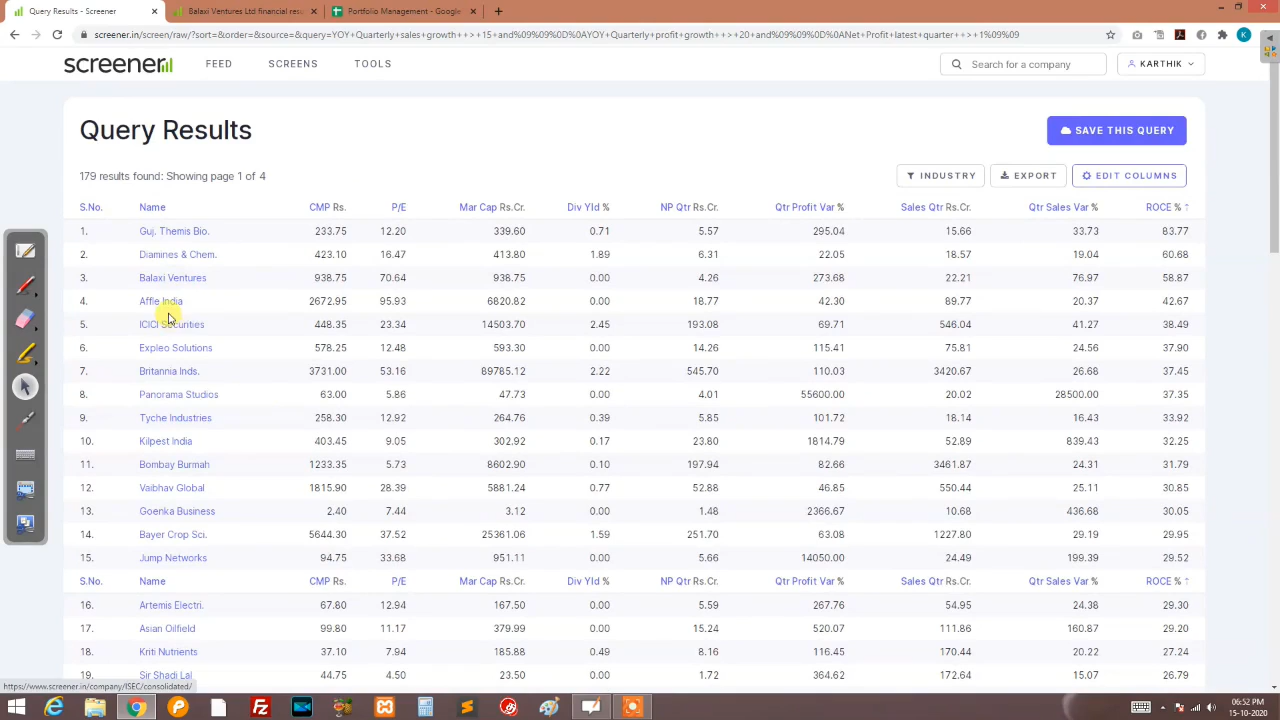 Query Results - Screener
Balaxi Ventures Ltd financial resu
Portfolio Management - Google
screener.in/screen/raw/?sort=&order=&source=&query=YOY+Quarterly+sales+growth+++>+15+and%09%09%0D%0AYOY+Quarterly+profit+growth+++>+20+and%09%09%0D%0ANet+Profit+latest+quarter+++>+1%09%09
K
screener FEED SCREENS TOOLS Search for a company KARTHIK
Query Results
SAVE THIS QUERY
179 results found: Showing page 1 of 4
INDUSTRY EXPORT EDIT COLUMNS
S.No. Name CMP Rs. P/E Mar Cap Rs.Cr. Div Yld % NP Qtr Rs.Cr. Qtr Profit Var % Sales Qtr Rs.Cr. Qtr Sales Var % ROCE % ↑
1. Guj. Themis Bio. 233.75 12.20 339.60 0.71 5.57 295.04 15.66 33.73 83.77
2. Diamines & Chem. 423.10 16.47 413.80 1.89 6.31 22.05 18.57 19.04 60.68
3. Balaxi Ventures 938.75 70.64 938.75 0.00 4.26 273.68 22.21 76.97 58.87
4. Affle India 2672.95 95.93 6820.82 0.00 18.77 42.30 89.77 20.37 42.67
5. ICICI Securities 448.35 23.34 14503.70 2.45 193.08 69.71 546.04 41.27 38.49
6. Expleo Solutions 578.25 12.48 593.30 0.00 14.26 115.41 75.81 24.56 37.90
7. Britannia Inds. 3731.00 53.16 89785.12 2.22 545.70 110.03 3420.67 26.68 37.45
8. Panorama Studios 63.00 5.86 47.73 0.00 4.01 55600.00 20.02 28500.00 37.35
9. Tyche Industries 258.30 12.92 264.76 0.39 5.85 101.72 18.14 16.43 33.92
10. Kilpest India 403.45 9.05 302.92 0.17 23.80 1814.79 52.89 839.43 32.25
11. Bombay Burmah 1233.35 5.73 8602.90 0.10 197.94 82.66 3461.87 24.31 31.79
12. Vaibhav Global 1815.90 28.39 5881.24 0.77 52.88 46.85 550.44 25.11 30.85
13. Goenka Business 2.40 7.44 3.12 0.00 1.48 2366.67 10.68 436.68 30.05
14. Bayer Crop Sci. 5644.30 37.52 25361.06 1.59 251.70 63.08 1227.80 29.19 29.95
15. Jump Networks 94.75 33.68 951.11 0.00 5.66 14050.00 24.49 199.39 29.52
S.No. Name CMP Rs. P/E Mar Cap Rs.Cr. Div Yld % NP Qtr Rs.Cr. Qtr Profit Var % Sales Qtr Rs.Cr. Qtr Sales Var % ROCE % ↑
16. Artemis Electri. 67.80 12.94 167.50 0.00 5.59 267.76 54.95 24.38 29.30
17. Asian Oilfield 99.80 11.17 379.99 0.00 15.24 520.07 111.86 160.87 29.20
18. Kriti Nutrients 37.10 7.94 185.88 0.49 8.16 116.45 170.44 20.22 27.24
19. Sir Shadi Lal 44.75 4.50 23.50 0.00 1.72 364.62 172.64 15.07 26.79
https://www.screener.in/company/ISEC/consolidated/
06:52 PM
15-10-2020